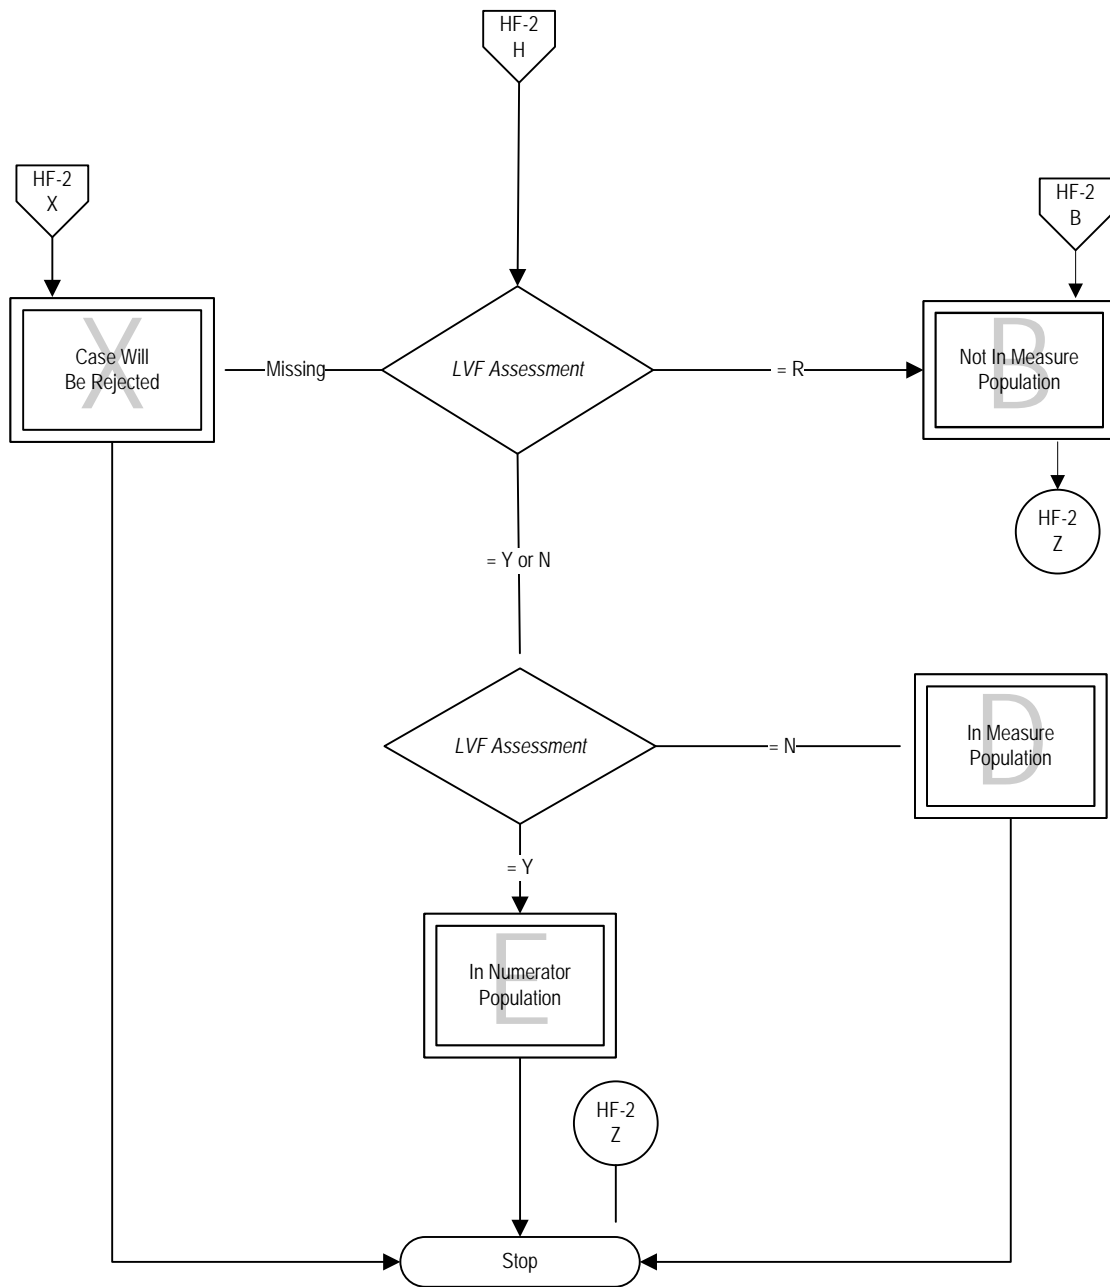 HF-2
H
HF-2
X
HF-2
B
X
Case Will
Be Rejected
Missing
LVF Assessment
= R
B
Not In Measure
Population
HF-2
Z
= Y or N
LVF Assessment
= N
D
In Measure
Population
= Y
E
In Numerator
Population
HF-2
Z
Stop